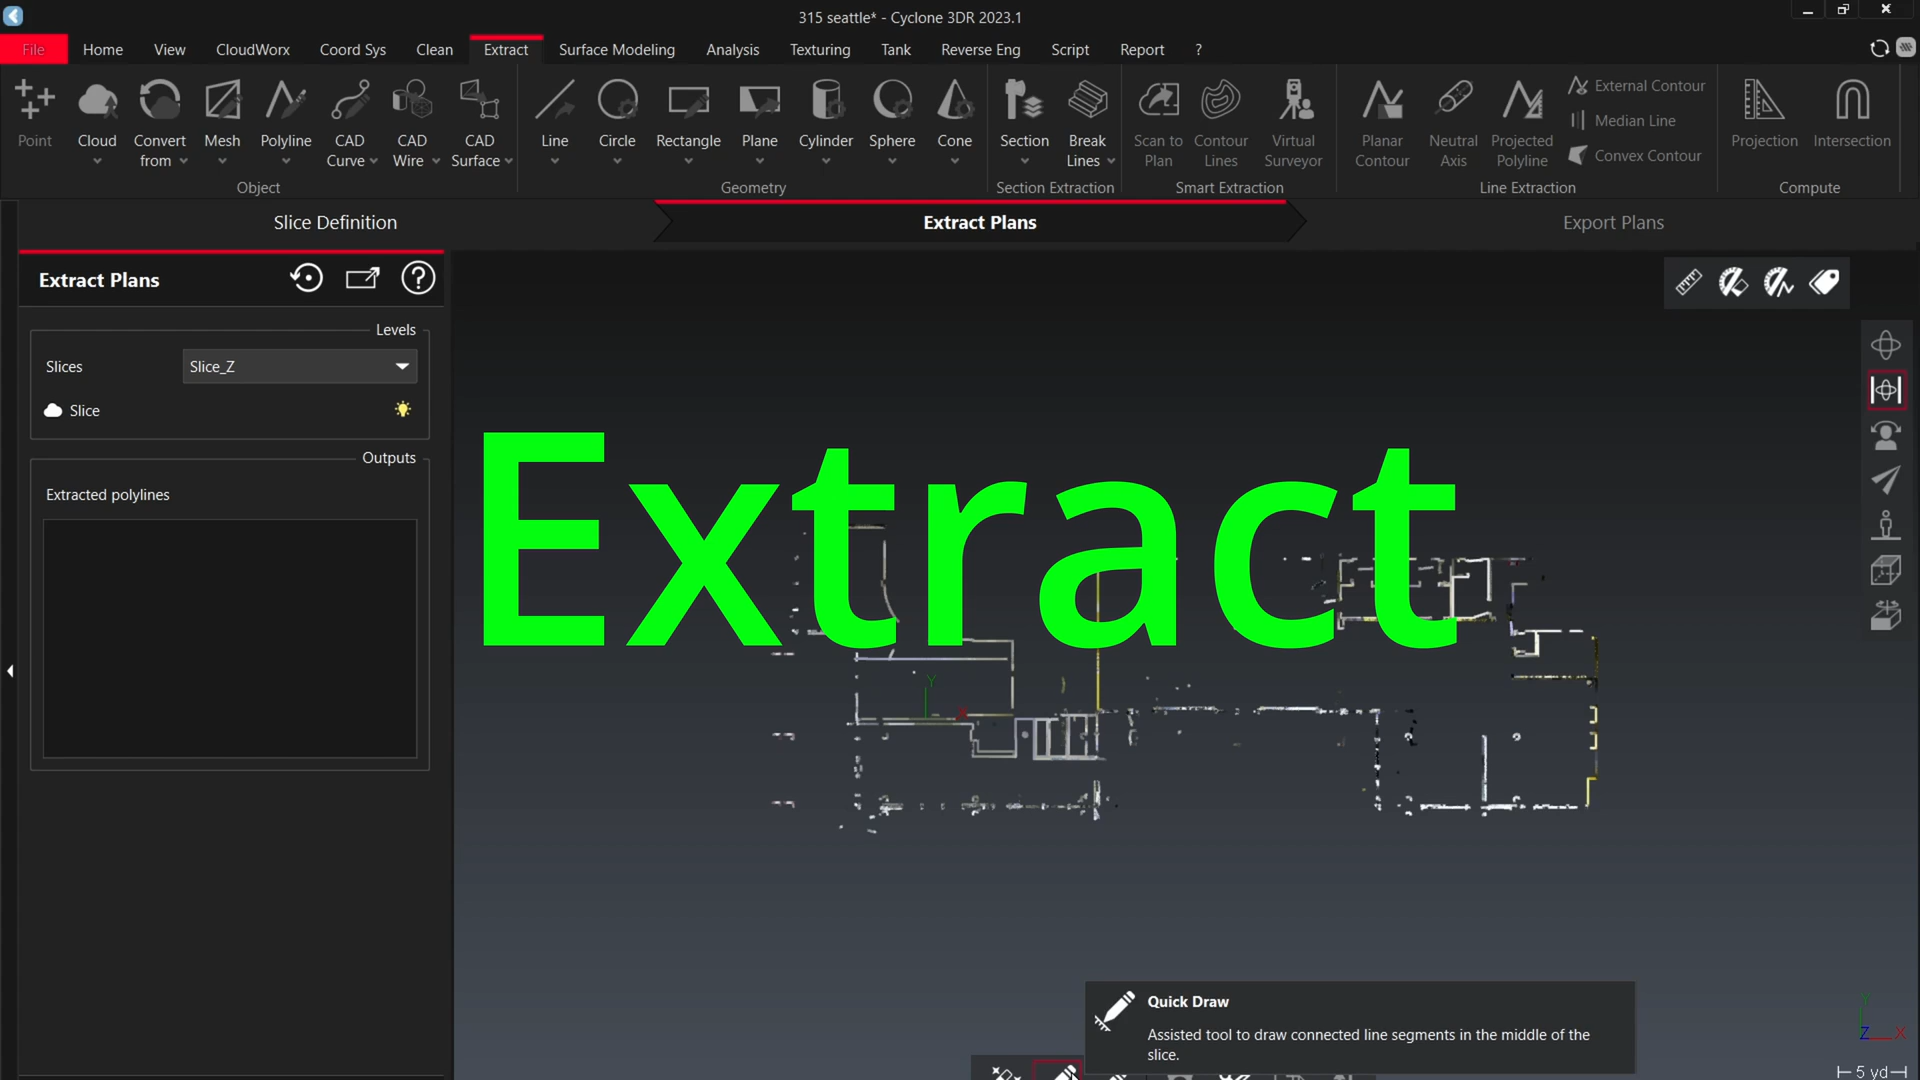 315 seattle* - Cyclone 3DR 2023.1
File Home View CloudWorx Coord Sys Clean Extract Surface Modeling Analysis Texturing Tank Reverse Eng Script Report ?
Point Cloud Convert from Mesh Polyline CAD Curve CAD Wire CAD Surface
Object
Line Circle Rectangle Plane Cylinder Sphere Cone
Geometry
Section Break Lines
Section Extraction
Scan to Plan Contour Lines Virtual Surveyor
Smart Extraction
Planar Contour Neutral Axis Projected Polyline
External Contour
Median Line
Convex Contour
Line Extraction
Projection Intersection
Compute
Slice Definition Extract Plans Export Plans
Extract Plans
Levels
Slices Slice_Z
Slice
Outputs
Extracted polylines
Extract
Y
X
Quick Draw
Assisted tool to draw connected line segments in the middle of the
slice.
Y
Z X
5 yd